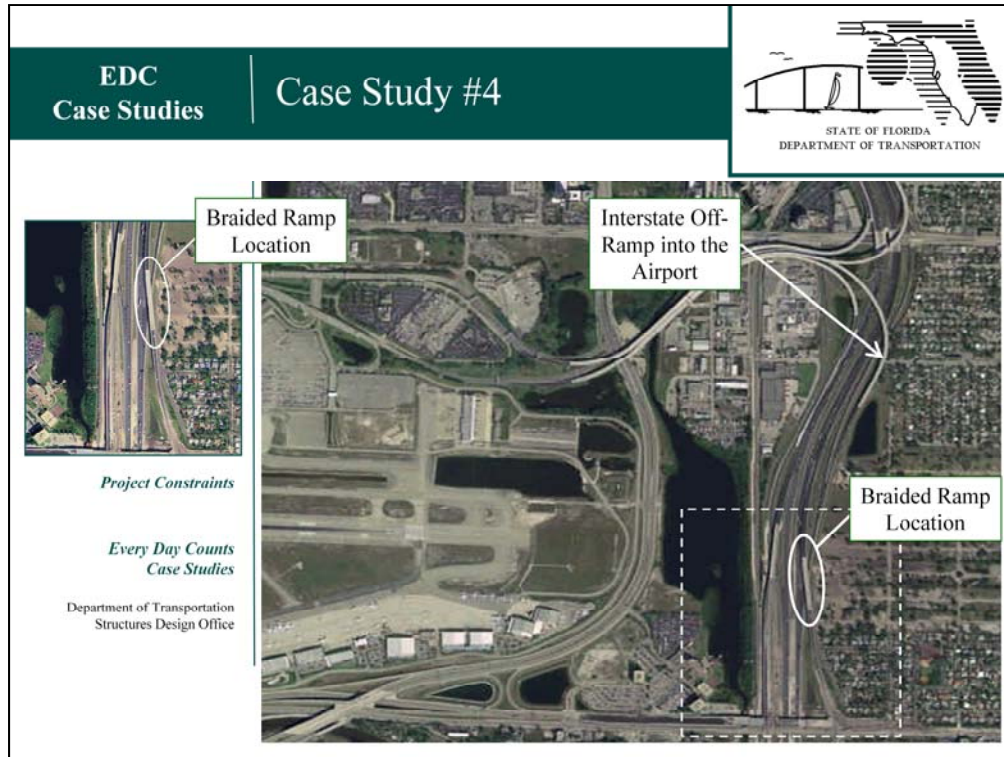 EDC
Case Studies
Case Study #4
STATE OF FLORIDA
DEPARTMENT OF TRANSPORTATION
Braided Ramp
Location
Interstate Off-
Ramp into the
Airport
Braided Ramp
Location
Project Constraints
Every Day Counts
Case Studies
Department of Transportation
Structures Design Office